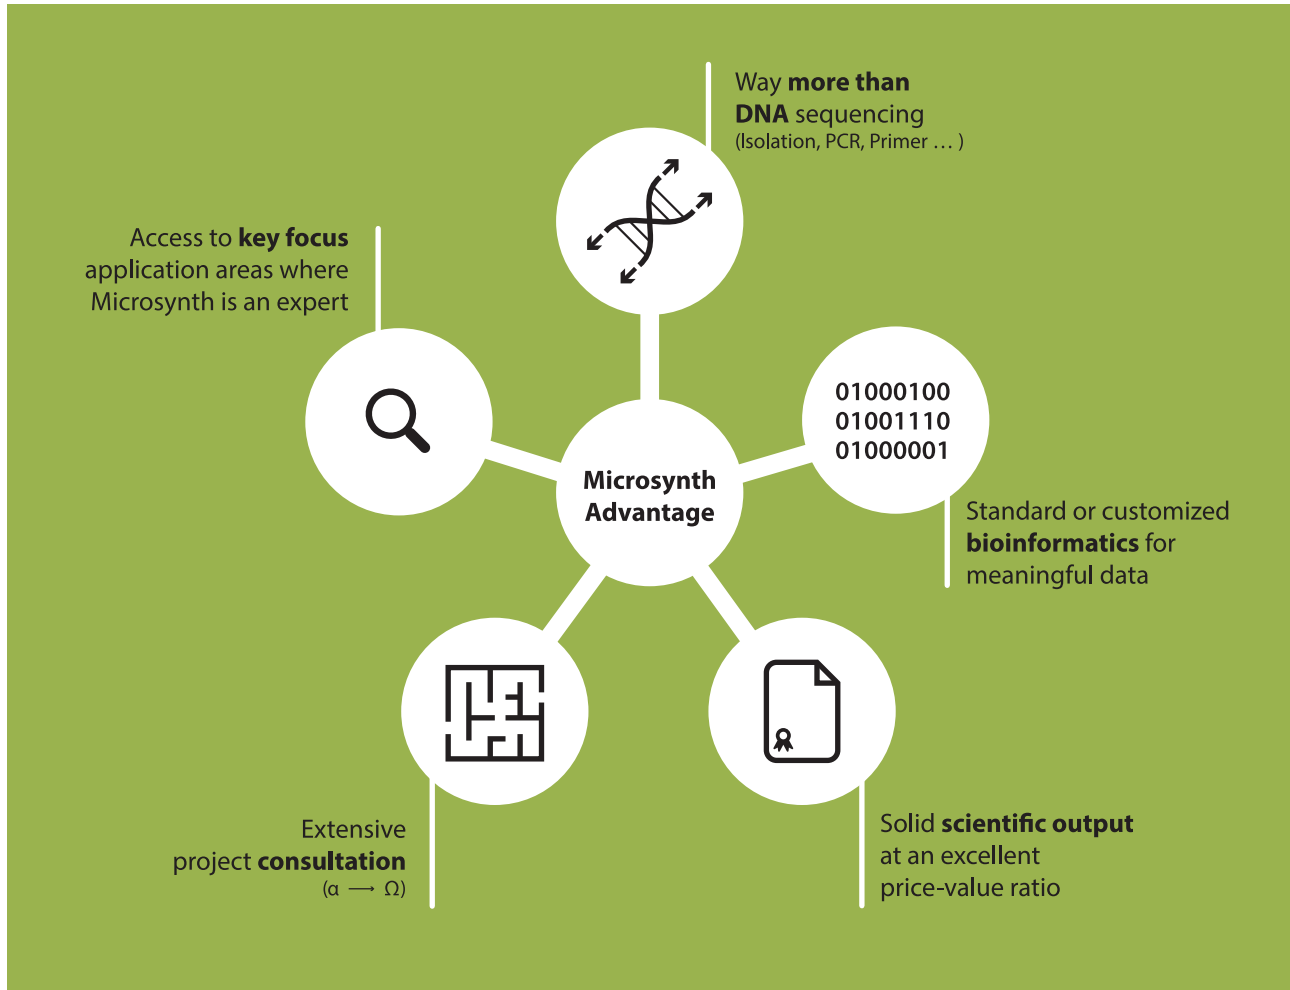 Way more than
DNA sequencing
(Isolation, PCR, Primer … )
Access to key focus
application areas where
Microsynth is an expert
01000100
01001110
01000001
Microsynth
Advantage
Standard or customized
bioinformatics for
meaningful data
Extensive
project consultation
(α → Ω)
Solid scientific output
at an excellent
price-value ratio